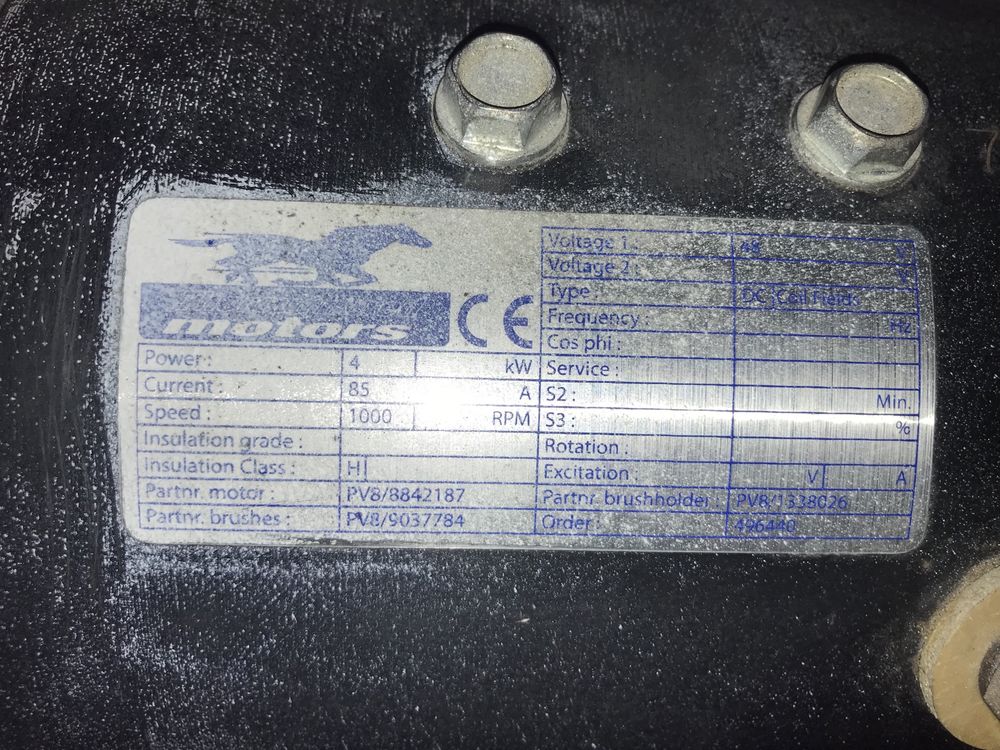 motors CE
Power : 4 kW
Current : 85 A
Speed : 1000 RPM
Insulation grade :
Insulation Class : H|
Partnr. motor : PV8/8842187
Partnr. brushes : PV8/9037784
Voltage 1 : 48 V
Voltage 2 : V
Type : DC, Coil Fields
Frequency : Hz
Cos phi :
Service :
S2 : Min.
S3 : %
Rotation :
Excitation : V A
Partnr. brushholder : PV8/1338026
Order : 496440